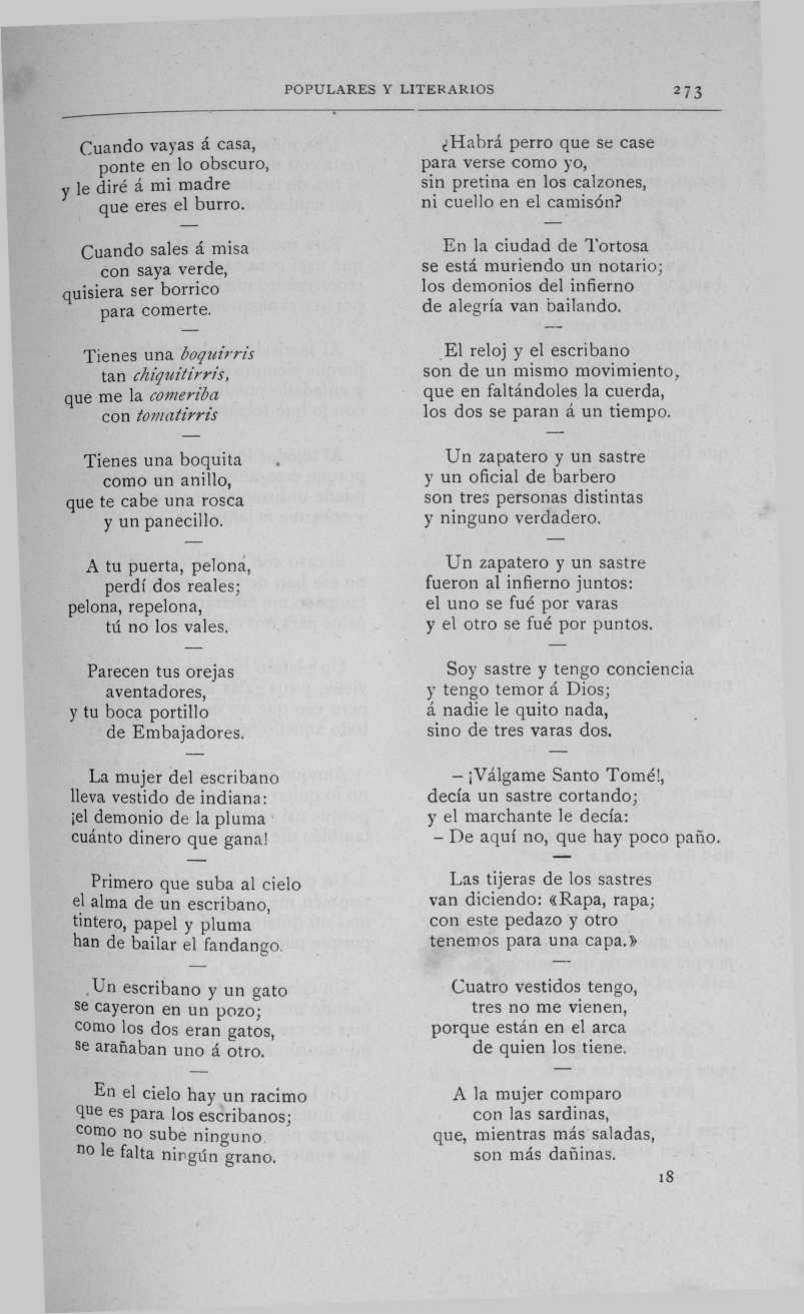 POPULARES Y LITERARIOS 273
Cuando vayas á casa,
ponte en lo obscuro,
y le diré á mi madre
que eres el burro.
—
Cuando sales á misa
con saya verde,
quisiera ser borrico
para comerte.
—
Tienes una boquirris
tan chiquitirris,
que me la comeriba
con tomatirris
—
Tienes una boquita
como un anillo,
que te cabe una rosca
y un panecillo.
—
A tu puerta, pelona,
perdí dos reales;
pelona, repelona,
tú no los vales.
—
Parecen tus orejas
aventadores,
y tu boca portillo
de Embajadores.
—
La mujer del escribano
lleva vestido de indiana:
¡el demonio de la pluma
cuánto dinero que gana!
—
Primero que suba al cielo
el alma de un escribano,
tintero, papel y pluma
han de bailar el fandango.
—
Un escribano y un gato
se cayeron en un pozo;
como los dos eran gatos,
se arañaban uno á otro.
—
En el cielo hay un racimo
que es para los escribanos;
como no sube ninguno
no le falta ningún grano.
¿Habrá perro que se case
para verse como yo,
sin pretina en los calzones,
ni cuello en el camisón?
—
En la ciudad de Tortosa
se está muriendo un notario;
los demonios del infierno
de alegría van bailando.
—
El reloj y el escribano
son de un mismo movimiento,
que en faltándoles la cuerda,
los dos se paran á un tiempo.
—
Un zapatero y un sastre
y un oficial de barbero
son tres personas distintas
y ninguno verdadero.
—
Un zapatero y un sastre
fueron al infierno juntos:
el uno se fué por varas
y el otro se fué por puntos.
—
Soy sastre y tengo conciencia
y tengo temor á Dios;
á nadie le quito nada,
sino de tres varas dos.
—
– ¡Válgame Santo Tomé!,
decía un sastre cortando;
y el marchante le decía:
– De aquí no, que hay poco paño.
—
Las tijeras de los sastres
van diciendo: «Rapa, rapa;
con este pedazo y otro
tenemos para una capa.»
—
Cuatro vestidos tengo,
tres no me vienen,
porque están en el arca
de quien los tiene.
—
A la mujer comparo
con las sardinas,
que, mientras más saladas,
son más dañinas.
18